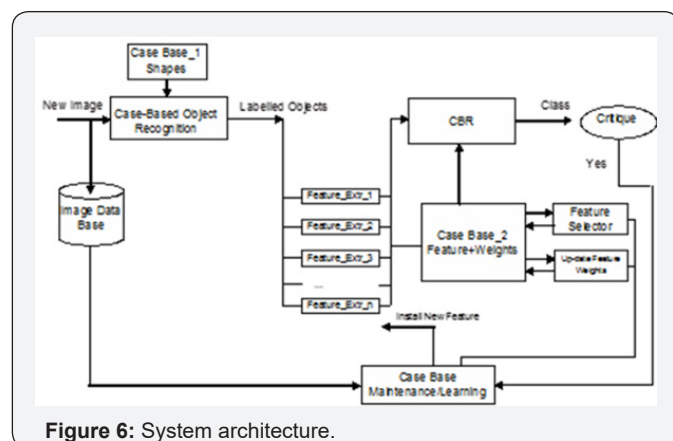 Case Base_1
Shapes
New Image
Case-Based Object
Recognition
Labelled Objects
CBR
Class
Critique
Yes
Image Data
Base
Feature_Extr_1
Feature_Extr_2
Feature_Extr_3
...
Feature_Extr_n
Case Base_2
Feature+Weights
Feature
Selector
Update Feature
Weights
Install New Feature
Case Base
Maintenance/Learning
Figure 6: System architecture.